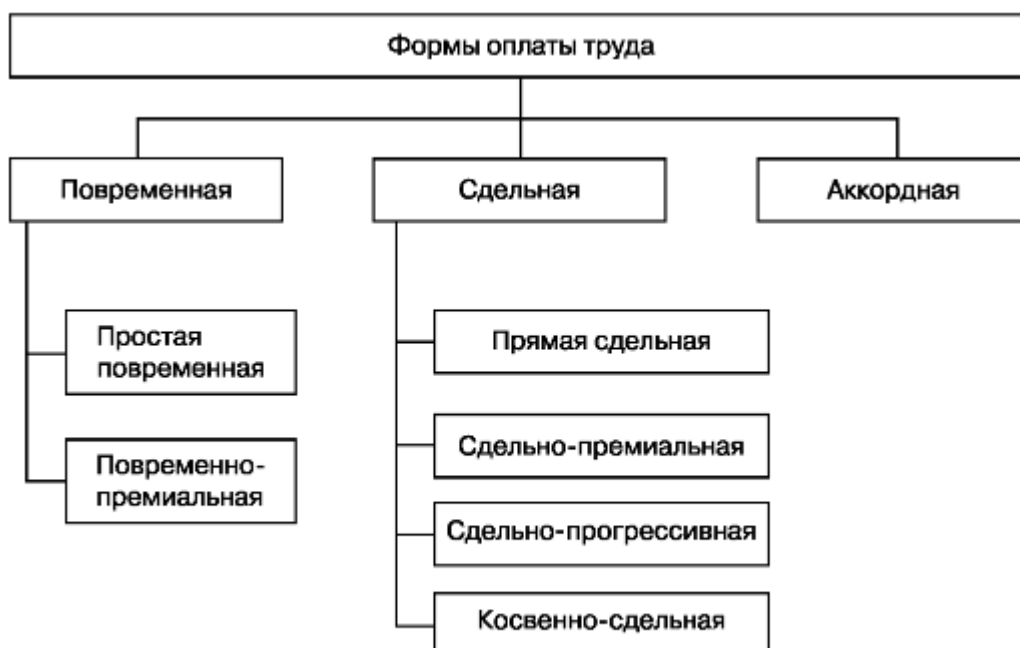 Формы оплаты труда
Повременная
Сдельная
Аккордная
Простая
повременная
Повременно-
премиальная
Прямая сдельная
Сдельно-премиальная
Сдельно-прогрессивная
Косвенно-сдельная